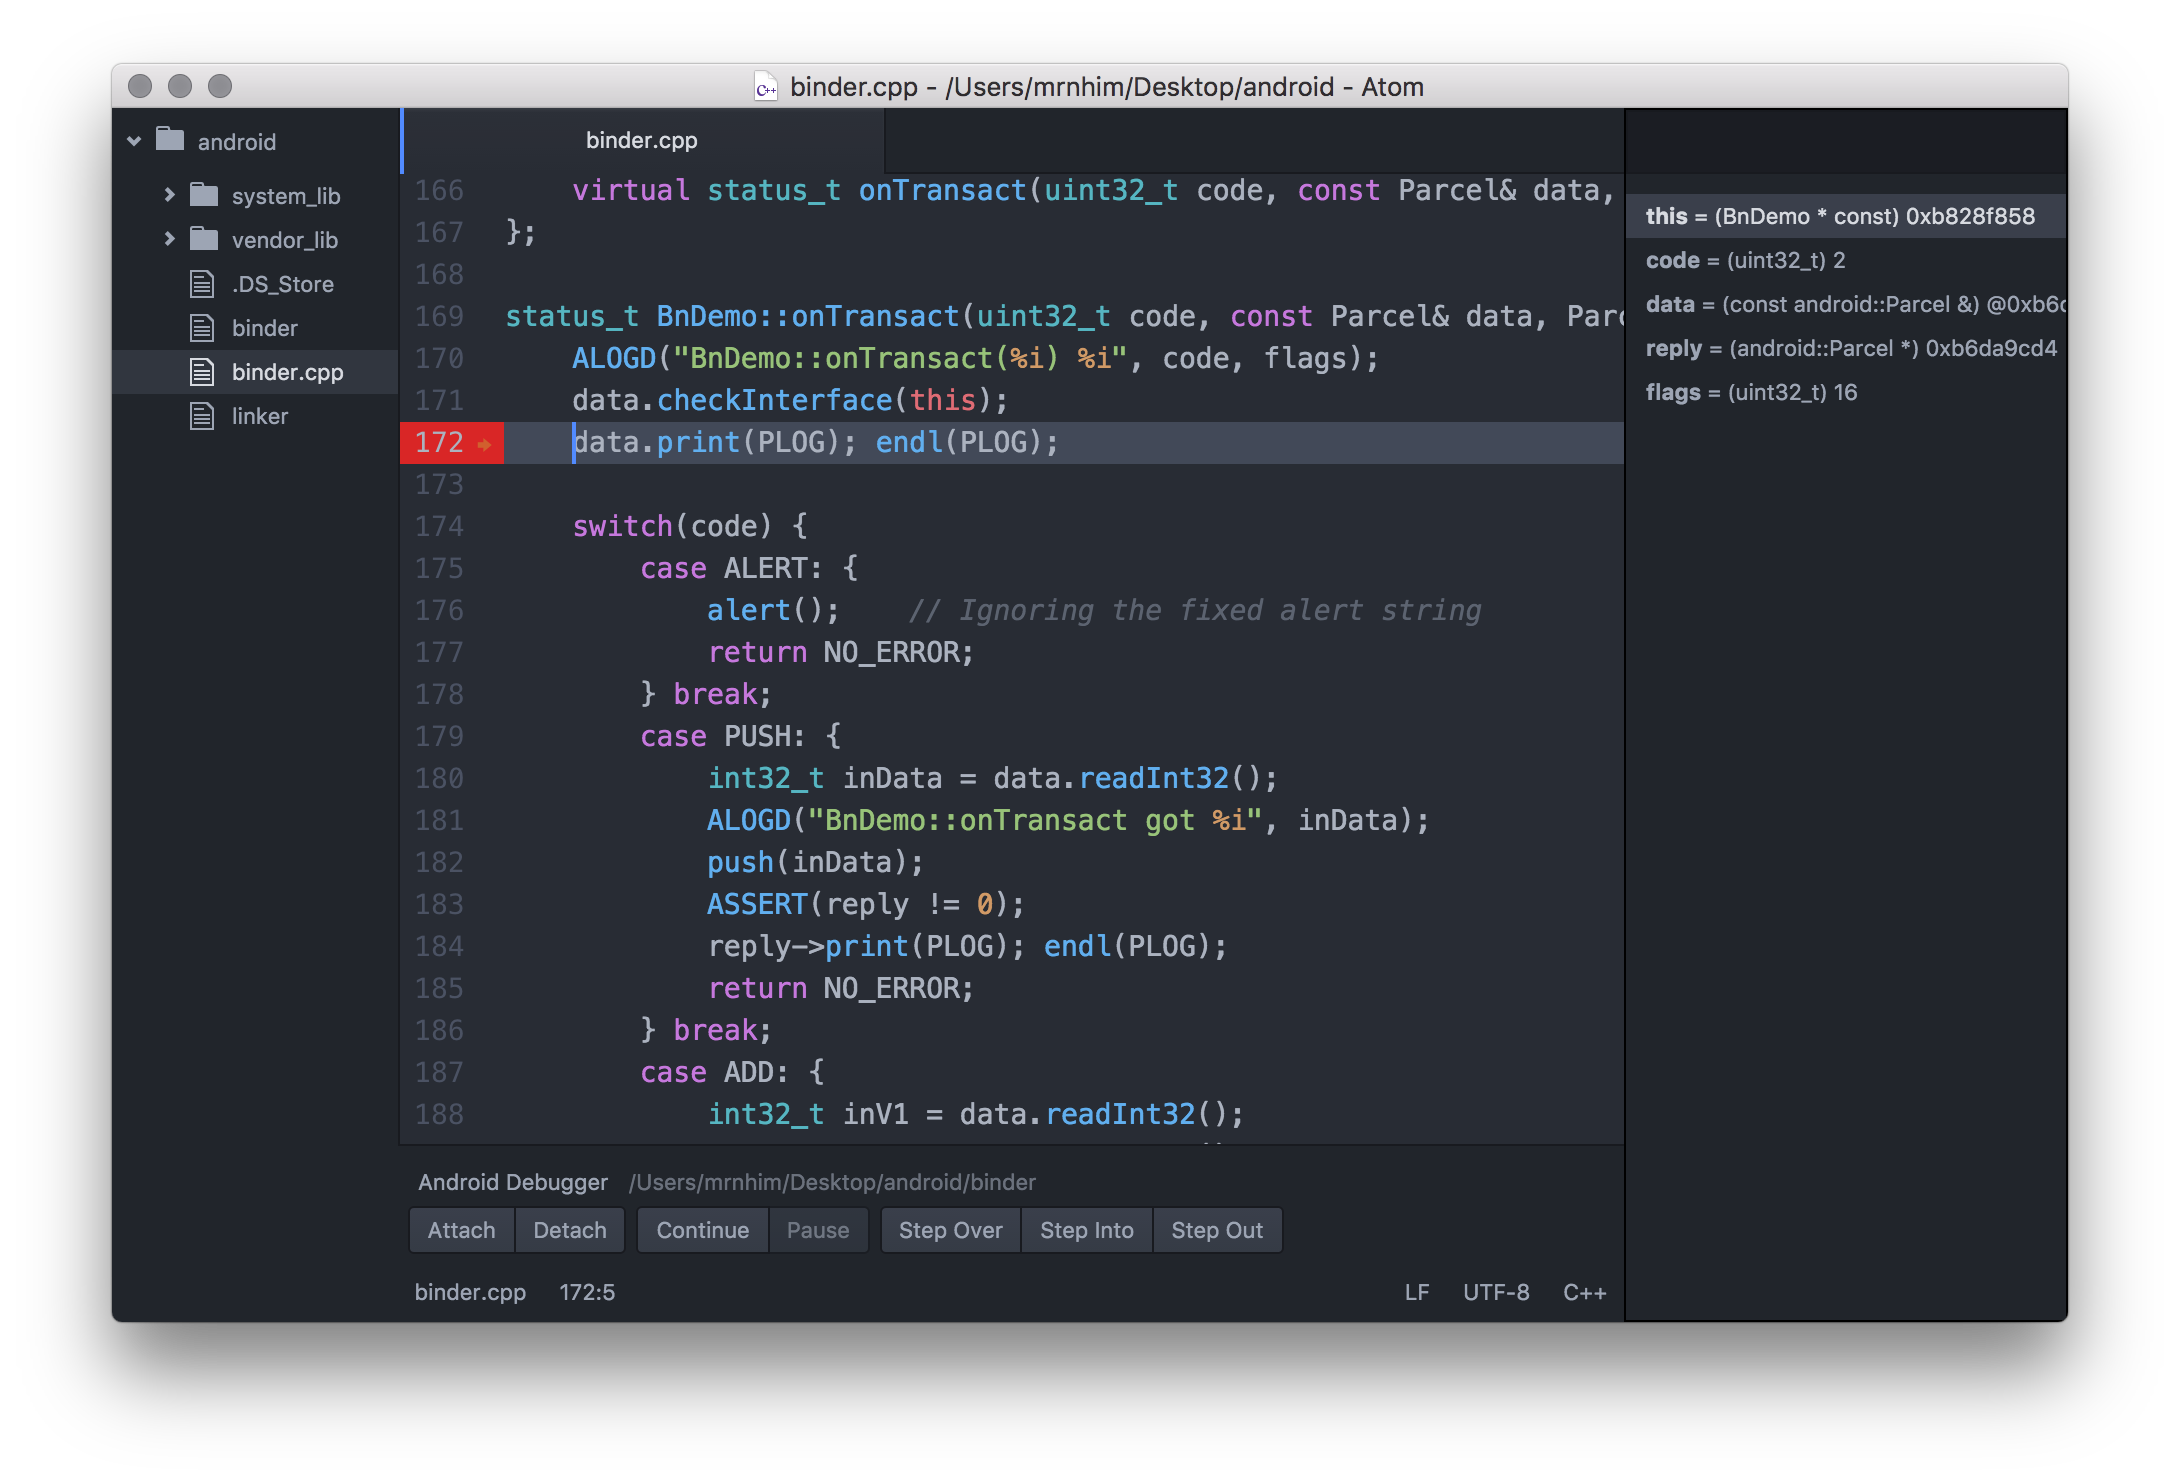 binder.cpp - /Users/mrnhim/Desktop/android - Atom
android
system_lib
vendor_lib
.DS_Store
binder
binder.cpp
linker
binder.cpp
166 virtual status_t onTransact(uint32_t code, const Parcel& data,
167 };
168
169 status_t BnDemo::onTransact(uint32_t code, const Parcel& data, Parc
170 ALOGD("BnDemo::onTransact(%i) %i", code, flags);
171 data.checkInterface(this);
172 data.print(PLOG); endl(PLOG);
173
174 switch(code) {
175 case ALERT: {
176 alert(); // Ignoring the fixed alert string
177 return NO_ERROR;
178 } break;
179 case PUSH: {
180 int32_t inData = data.readInt32();
181 ALOGD("BnDemo::onTransact got %i", inData);
182 push(inData);
183 ASSERT(reply != 0);
184 reply->print(PLOG); endl(PLOG);
185 return NO_ERROR;
186 } break;
187 case ADD: {
188 int32_t inV1 = data.readInt32();
this = (BnDemo * const) 0xb828f858
code = (uint32_t) 2
data = (const android::Parcel &) @0xb6
reply = (android::Parcel *) 0xb6da9cd4
flags = (uint32_t) 16
Android Debugger /Users/mrnhim/Desktop/android/binder
Attach Detach Continue Pause Step Over Step Into Step Out
binder.cpp 172:5 LF UTF-8 C++